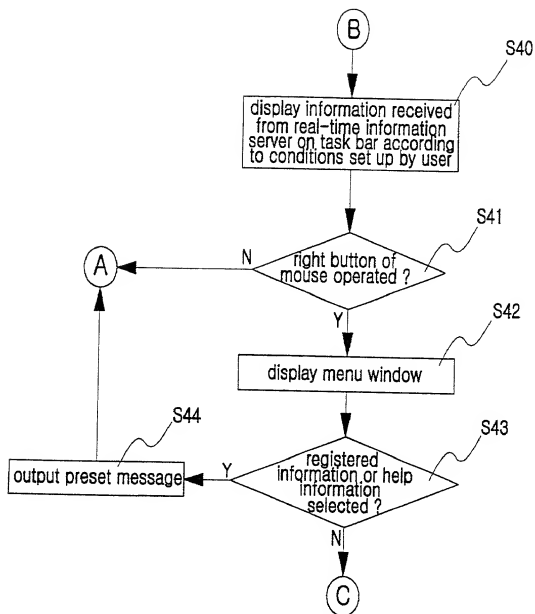 B
S40
display information received
from real-time information
server on task bar according
to conditions set up by user
S41
right button of
mouse operated ?
N
A
Y
S42
display menu window
S43
registered
information or help
information
selected ?
Y
S44
output preset message
N
C